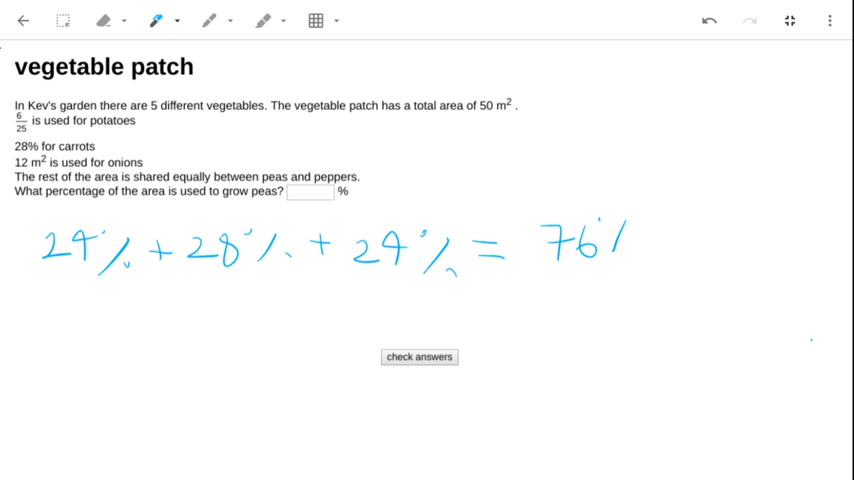 vegetable patch
In Kev's garden there are 5 different vegetables. The vegetable patch has a total area of 50 m² .
6/25 is used for potatoes
28% for carrots
12 m² is used for onions
The rest of the area is shared equally between peas and peppers.
What percentage of the area is used to grow peas? %
24% + 28% + 24% = 76%
check answers